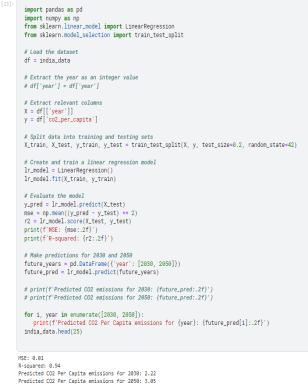 [23]:
import pandas as pd
import numpy as np
from sklearn.linear_model import LinearRegression
from sklearn.model_selection import train_test_split
# Load the dataset
df = india_data
# Extract the year as an integer value
# df['year'] = df['year']
# Extract relevant columns
X = df[['year']]
y = df['co2_per_capita']
# Split data into training and testing sets
X_train, X_test, y_train, y_test = train_test_split(X, y, test_size=0.2, random_state=42)
# Create and train a linear regression model
lr_model = LinearRegression()
lr_model.fit(X_train, y_train)
# Evaluate the model
y_pred = lr_model.predict(X_test)
mse = np.mean((y_pred - y_test) ** 2)
r2 = lr_model.score(X_test, y_test)
print(f'MSE: {mse:.2f}')
print(f'R-squared: {r2:.2f}')
# Make predictions for 2030 and 2050
future_years = pd.DataFrame({'year': [2030, 2050]})
future_pred = lr_model.predict(future_years)
# print(f'Predicted CO2 emissions for 2030: {future_pred:.2f}')
# print(f'Predicted CO2 emissions for 2050: {future_pred:.2f}')
for i, year in enumerate([2030, 2050]):
print(f'Predicted CO2 Per Capita emissions for {year}: {future_pred[i]:.2f}')
india_data.head(25)
MSE: 0.01
R-squared: 0.94
Predicted CO2 Per Capita emissions for 2030: 2.22
Predicted CO2 Per Capita emissions for 2050: 3.05